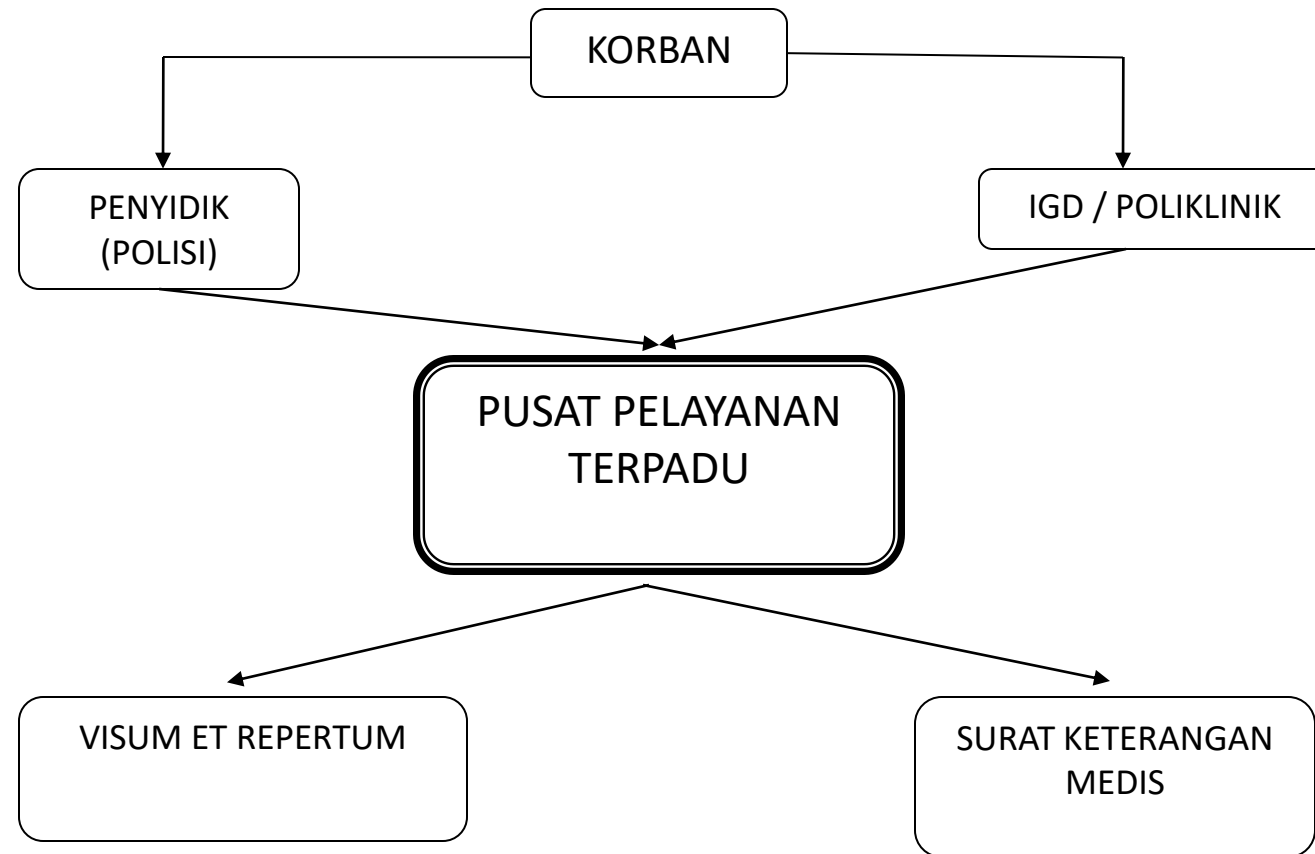 KORBAN
PENYIDIK
(POLISI)
IGD / POLIKLINIK
PUSAT PELAYANAN
TERPADU
VISUM ET REPERTUM
SURAT KETERANGAN
MEDIS